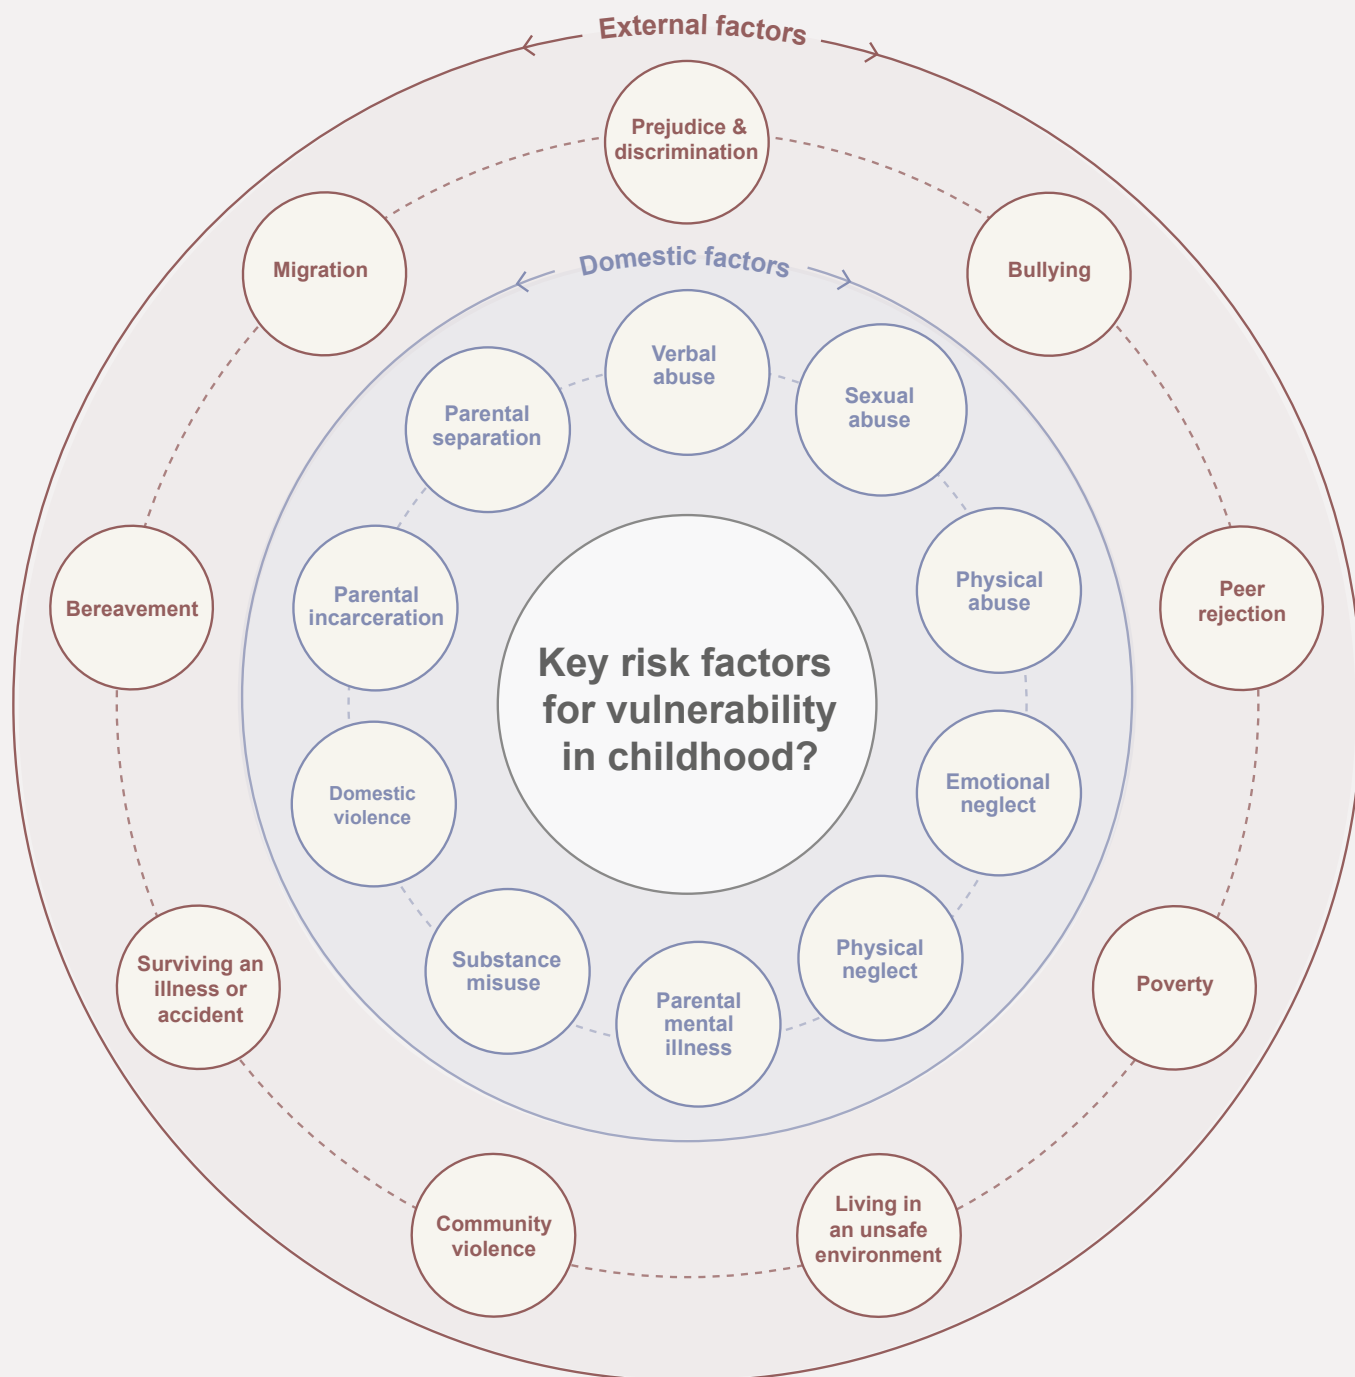 External factors
Prejudice &
discrimination
Migration
Bullying
Domestic factors
Verbal
abuse
Sexual
abuse
Parental
separation
Physical
abuse
Parental
incarceration
Bereavement
Peer
rejection
Key risk factors
for vulnerability
in childhood?
Emotional
neglect
Domestic
violence
Physical
neglect
Substance
misuse
Parental
mental
illness
Surviving an
illness or
accident
Poverty
Community
violence
Living in
an unsafe
environment